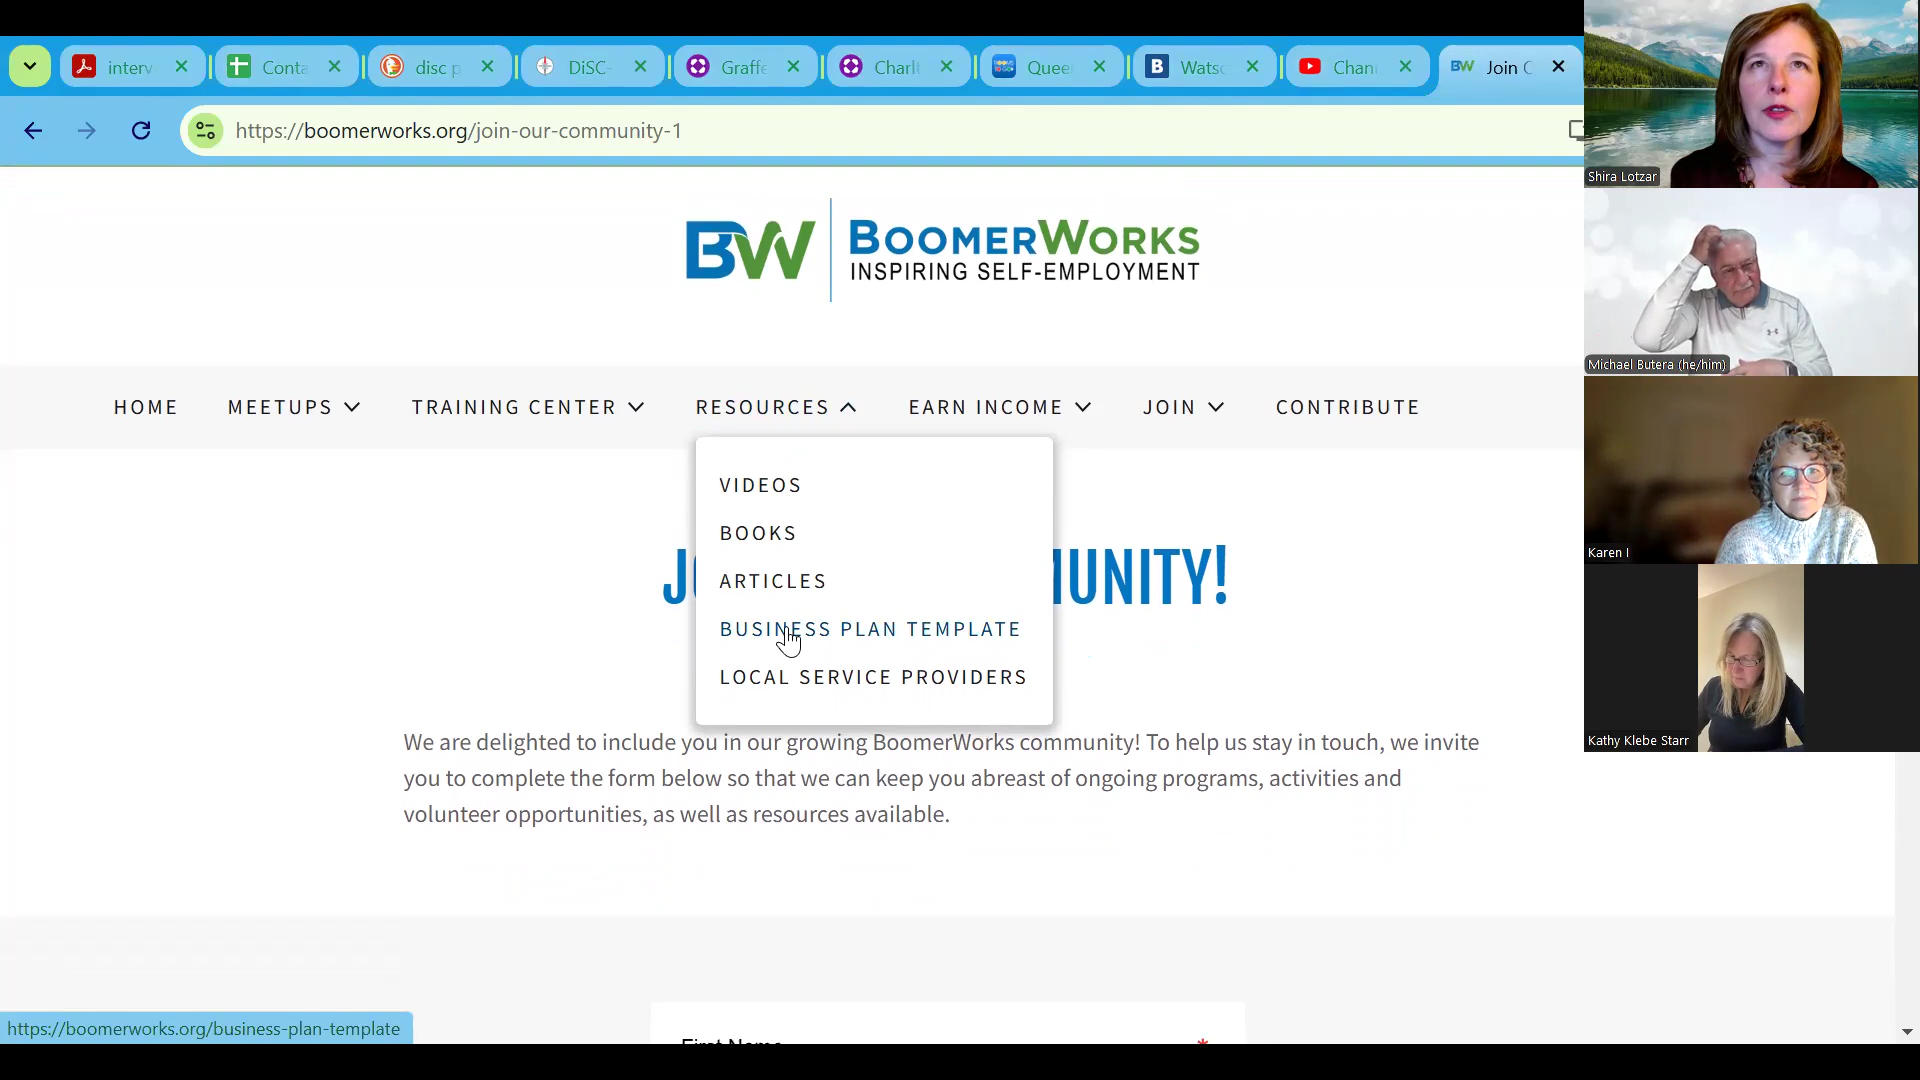 interv
Conta
disc p
DiSC-
Graffe
Charl
Quee
Watso
Chan
BW Join C
https://boomerworks.org/join-our-community-1
BW BOOMERWORKS
INSPIRING SELF-EMPLOYMENT
HOME MEETUPS TRAINING CENTER RESOURCES EARN INCOME JOIN CONTRIBUTE
VIDEOS
BOOKS
ARTICLES
BUSINESS PLAN TEMPLATE
LOCAL SERVICE PROVIDERS
We are delighted to include you in our growing BoomerWorks community! To help us stay in touch, we invite
you to complete the form below so that we can keep you abreast of ongoing programs, activities and
volunteer opportunities, as well as resources available.
First Name *
https://boomerworks.org/business-plan-template
Shira Lotzar
Michael Butera (he/him)
Karen I
Kathy Klebe Starr